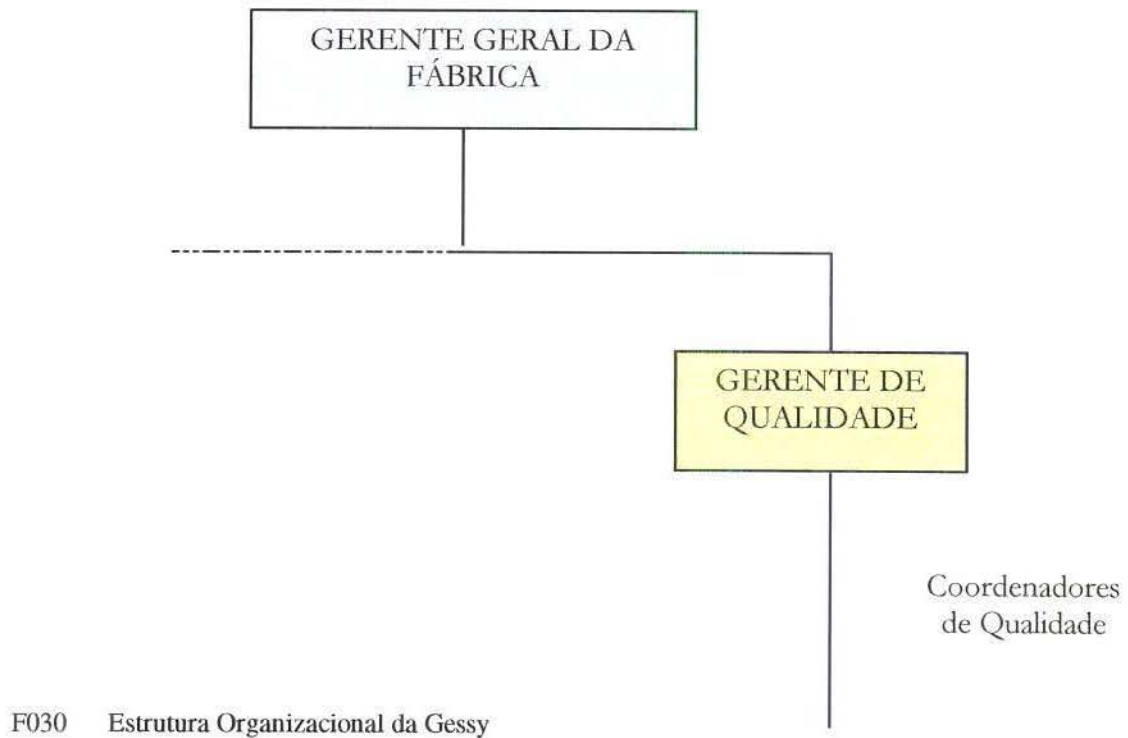 GERENTE GERAL DA
FÁBRICA
GERENTE DE
QUALIDADE
Coordenadores
de Qualidade
F030 Estrutura Organizacional da Gessy